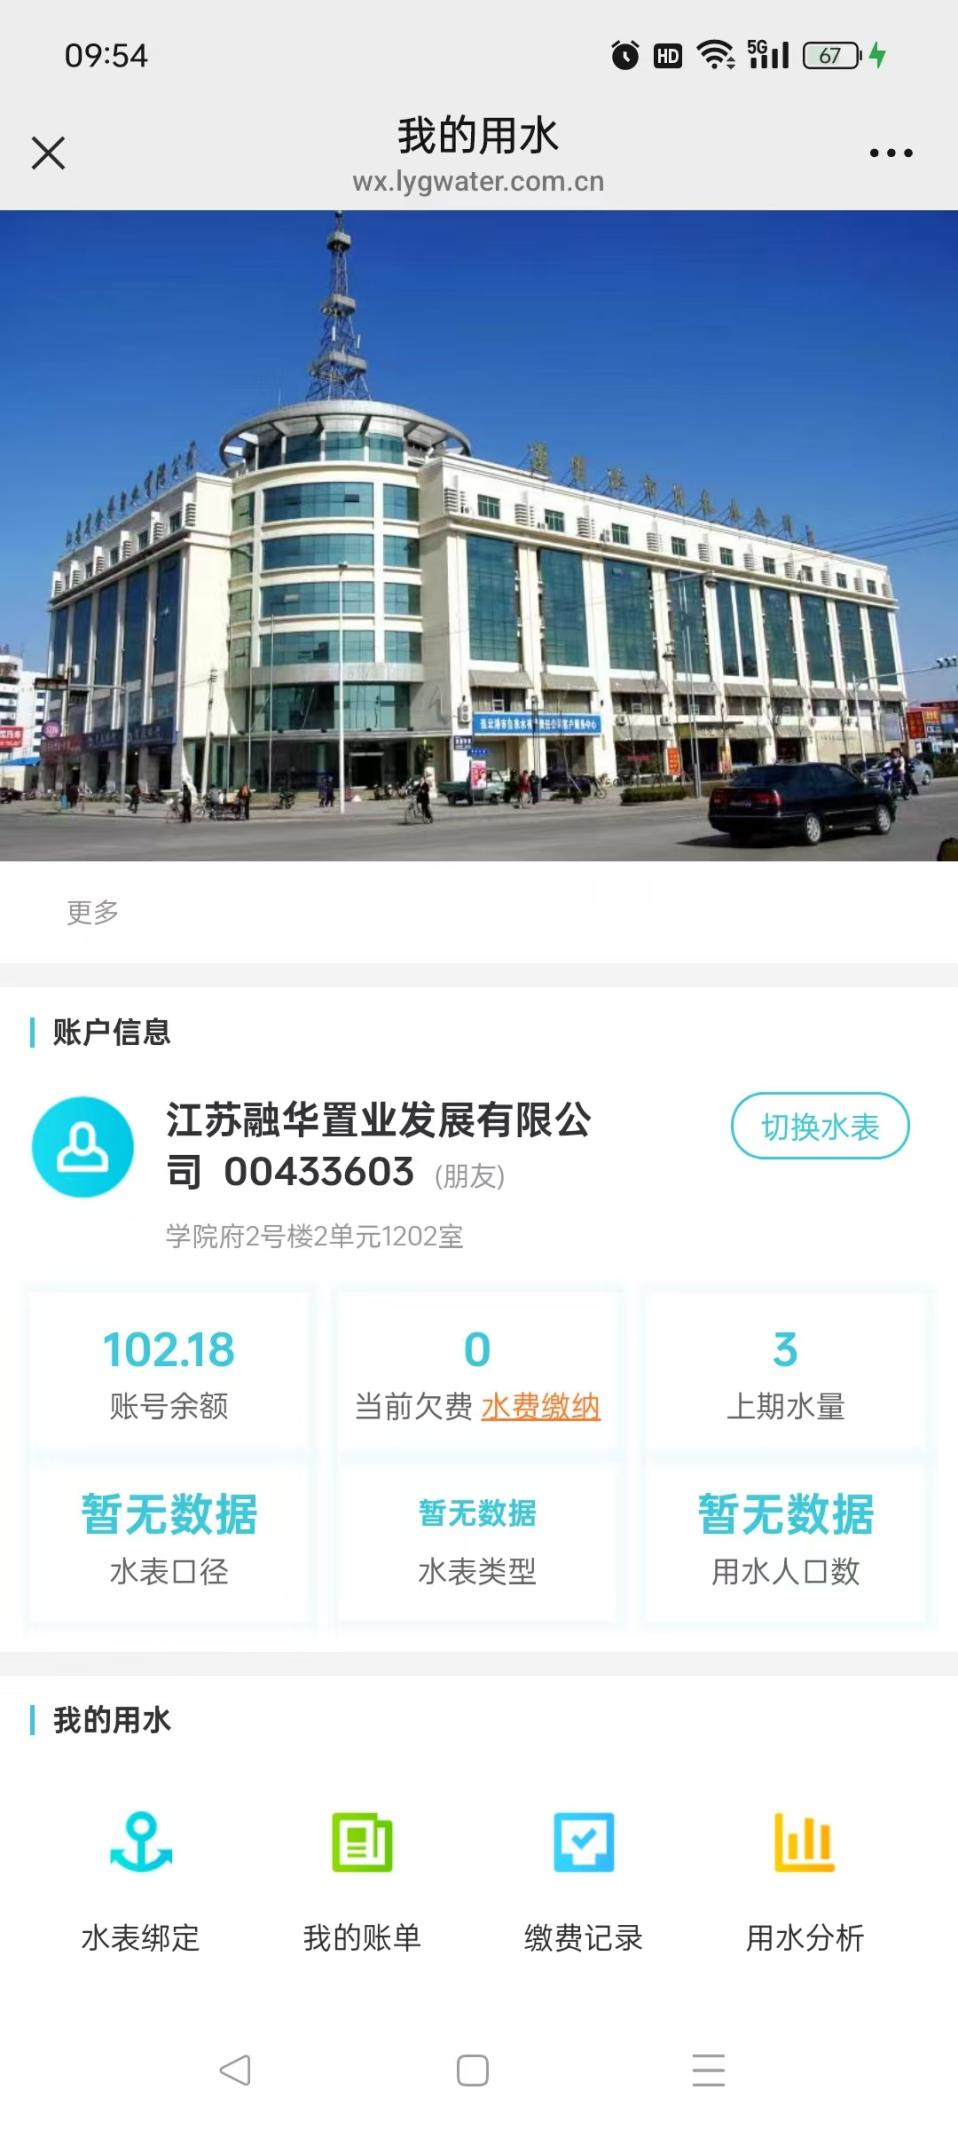 09:54
HD
5G
67
我的用水
wx.lygwater.com.cn
更多
账户信息
江苏融华置业发展有限公
司 00433603 (朋友)
切换水表
学院府2号楼2单元1202室
102.18
账号余额
0
当前欠费 水费缴纳
3
上期水量
暂无数据
水表口径
暂无数据
水表类型
暂无数据
用水人口数
我的用水
水表绑定
我的账单
缴费记录
用水分析